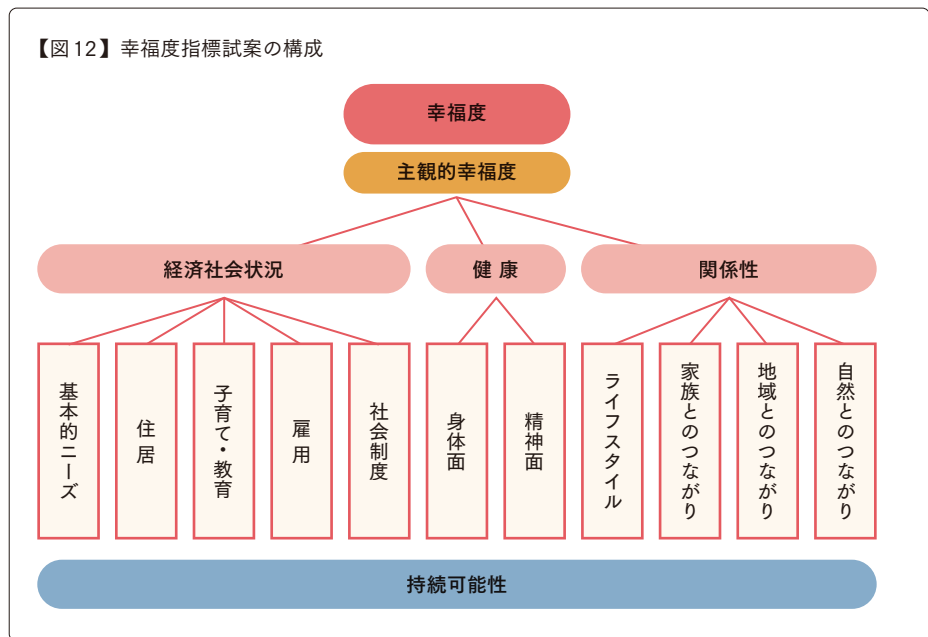 【図12】幸福度指標試案の構成
幸福度
主観的幸福度
経済社会状況
健康
関係性
基本的ニーズ
住居
子育て・教育
雇用
社会制度
身体面
精神面
ライフスタイル
家族とのつながり
地域とのつながり
自然とのつながり
持続可能性